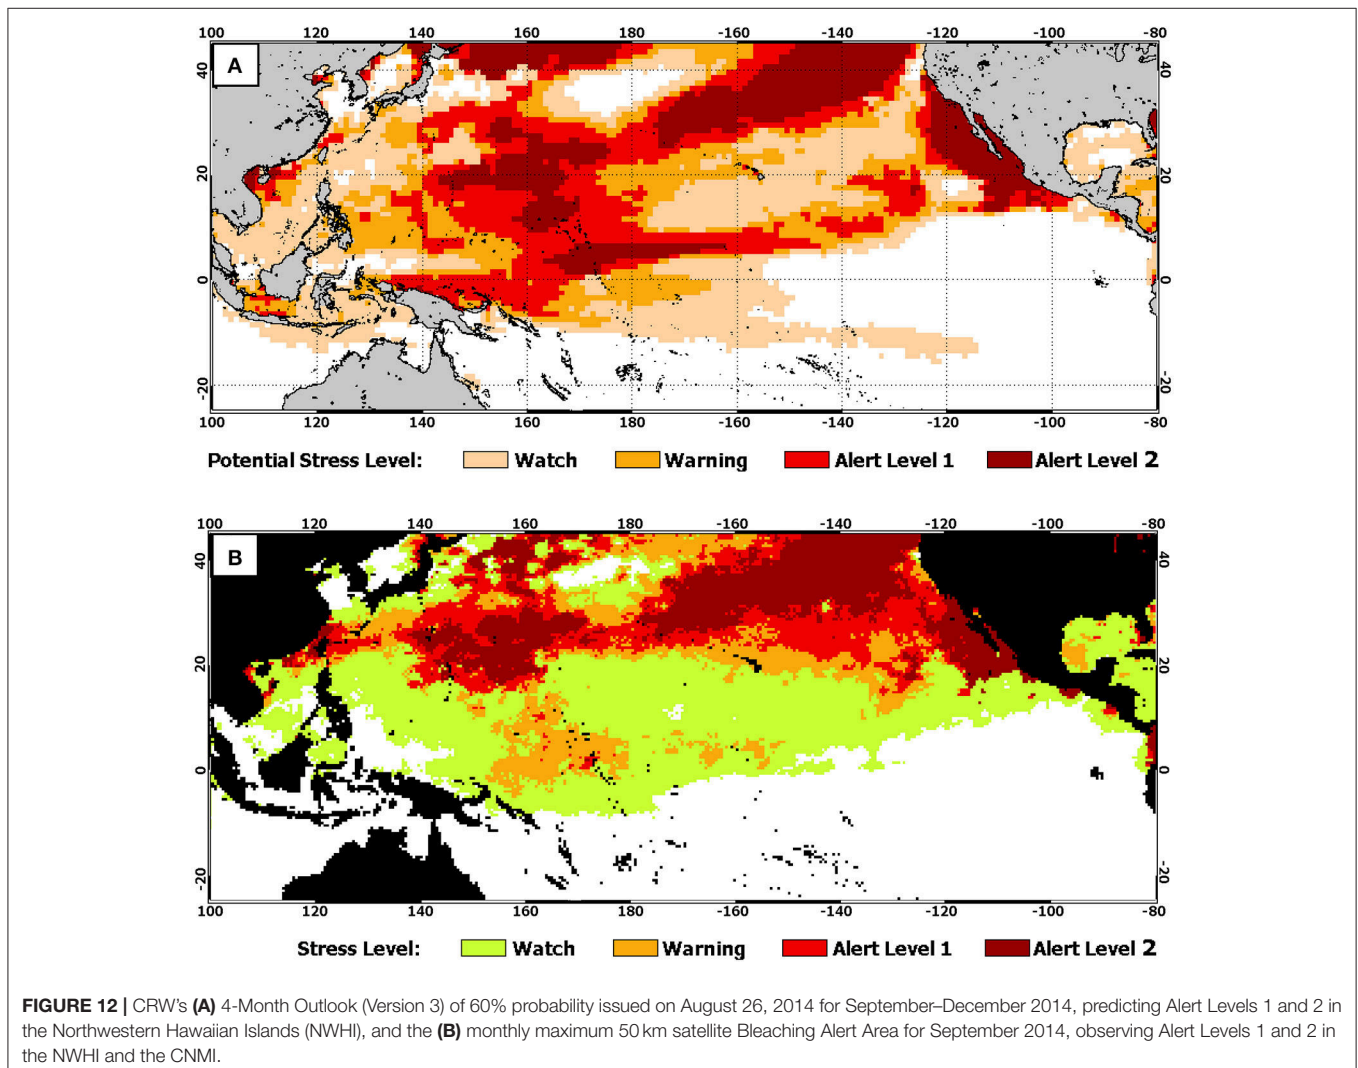 100 120 140 160 180 -160 -140 -120 -100 -80
A
40 40
20 20
0 0
-20 -20
100 120 140 160 180 -160 -140 -120 -100 -80
Potential Stress Level: Watch Warning Alert Level 1 Alert Level 2
100 120 140 160 180 -160 -140 -120 -100 -80
B
40 40
20 20
0 0
-20 -20
100 120 140 160 180 -160 -140 -120 -100 -80
Stress Level: Watch Warning Alert Level 1 Alert Level 2
FIGURE 12 | CRW's (A) 4-Month Outlook (Version 3) of 60% probability issued on August 26, 2014 for September–December 2014, predicting Alert Levels 1 and 2 in
the Northwestern Hawaiian Islands (NWHI), and the (B) monthly maximum 50 km satellite Bleaching Alert Area for September 2014, observing Alert Levels 1 and 2 in
the NWHI and the CNMI.